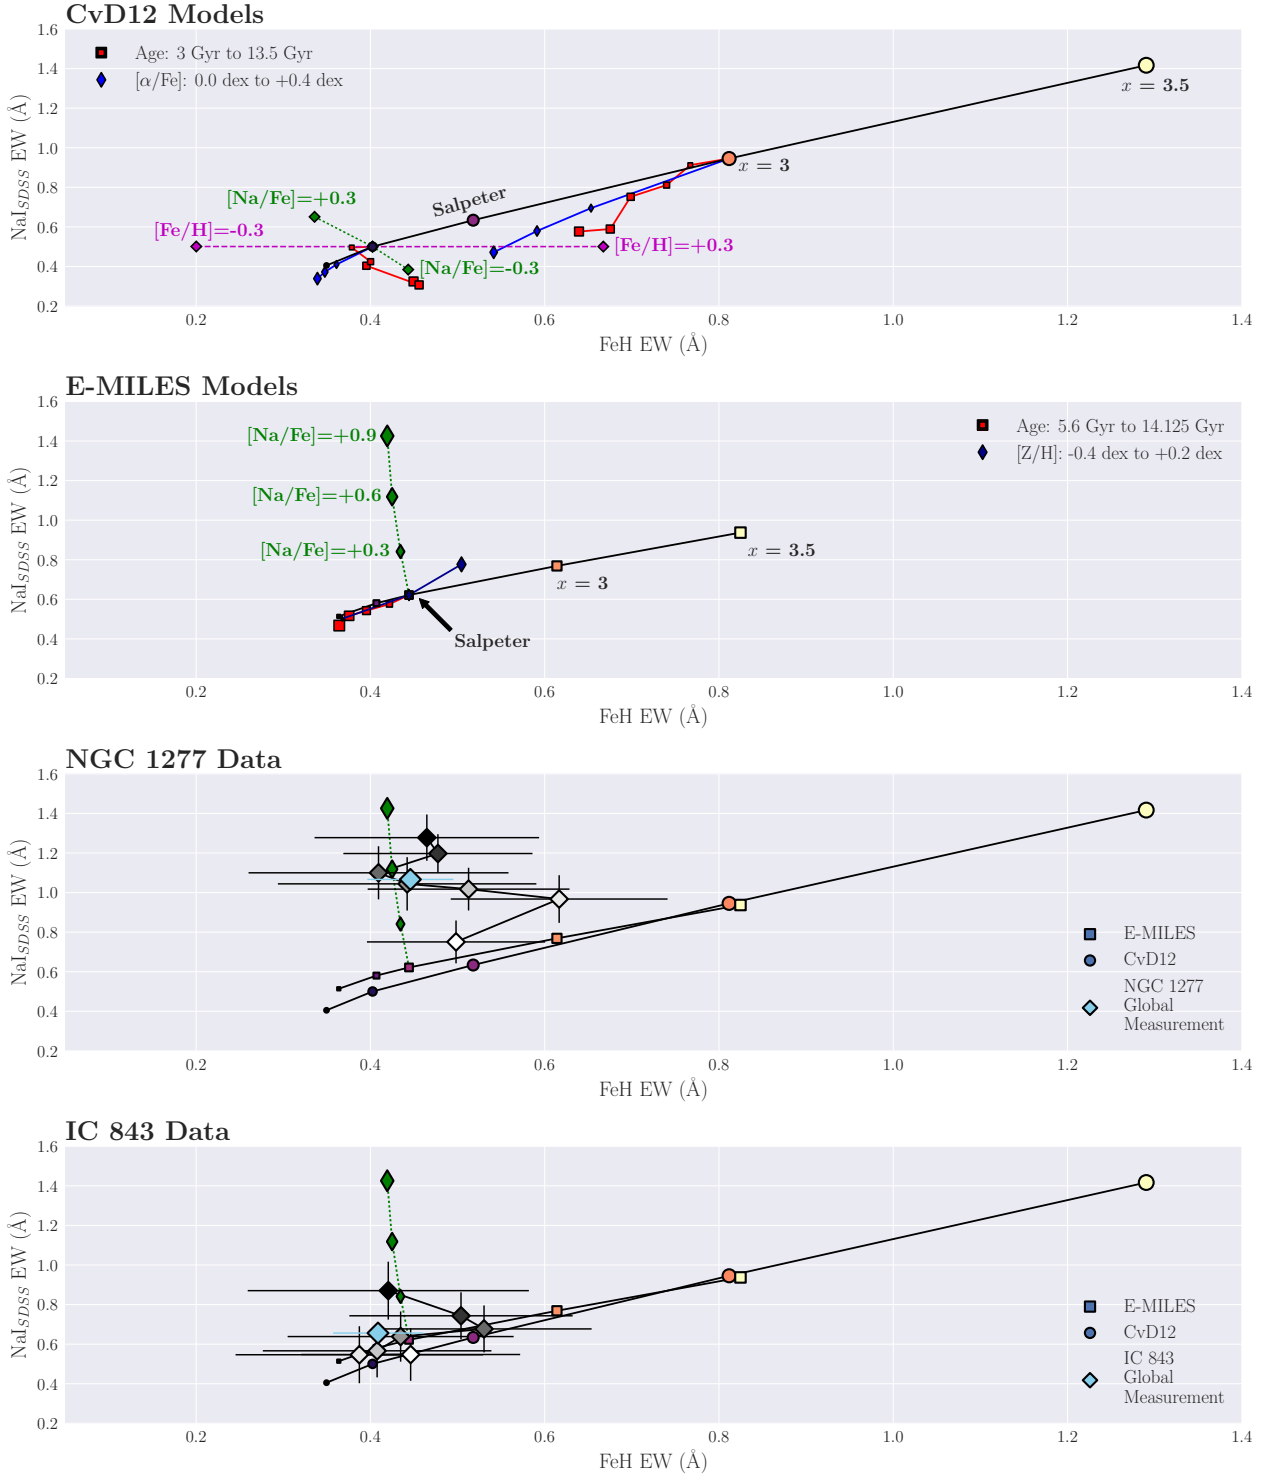 CvD12 Models
1.6
1.4
1.2
1.0
0.8
0.6
0.4
0.2
NaI_SDSS EW (Å)
Age: 3 Gyr to 13.5 Gyr
[α/Fe]: 0.0 dex to +0.4 dex
x = 3.5
x = 3
Salpeter
[Na/Fe]=+0.3
[Fe/H]=-0.3
[Fe/H]=+0.3
[Na/Fe]=-0.3
0.2 0.4 0.6 0.8 1.0 1.2 1.4
FeH EW (Å)
E-MILES Models
1.6
1.4
1.2
1.0
0.8
0.6
0.4
0.2
NaI_SDSS EW (Å)
[Na/Fe]=+0.9
Age: 5.6 Gyr to 14.125 Gyr
[Z/H]: -0.4 dex to +0.2 dex
[Na/Fe]=+0.6
[Na/Fe]=+0.3
x = 3.5
x = 3
Salpeter
0.2 0.4 0.6 0.8 1.0 1.2 1.4
FeH EW (Å)
NGC 1277 Data
1.6
1.4
1.2
1.0
0.8
0.6
0.4
0.2
NaI_SDSS EW (Å)
E-MILES
CvD12
NGC 1277
Global
Measurement
0.2 0.4 0.6 0.8 1.0 1.2 1.4
FeH EW (Å)
IC 843 Data
1.6
1.4
1.2
1.0
0.8
0.6
0.4
0.2
NaI_SDSS EW (Å)
E-MILES
CvD12
IC 843
Global
Measurement
0.2 0.4 0.6 0.8 1.0 1.2 1.4
FeH EW (Å)